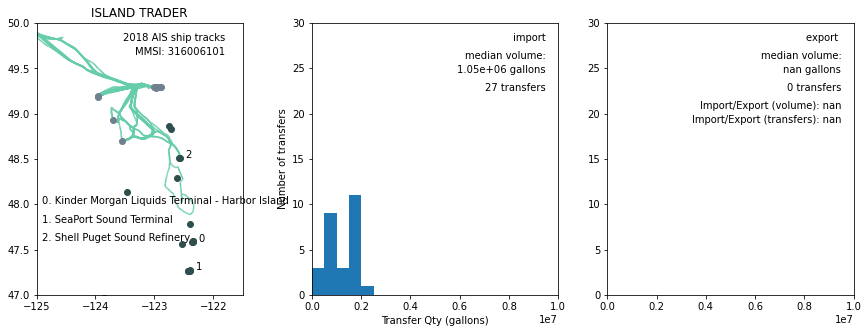 ISLAND TRADER
2018 AIS ship tracks
MMSI: 316006101
50.0
49.5
49.0
48.5
48.0
47.5
47.0
2
0. Kinder Morgan Liquids Terminal - Harbor Island
1. SeaPort Sound Terminal
2. Shell Puget Sound Refinery
0
1
−125
−124
−123
−122
import
median volume:
1.05e+06 gallons
27 transfers
Number of transfers
30
25
20
15
10
5
0
0.0
0.2
0.4
0.6
0.8
1.0
1e7
Transfer Qty (gallons)
export
median volume:
nan gallons
0 transfers
Import/Export (volume): nan
Import/Export (transfers): nan
30
25
20
15
10
5
0
0.0
0.2
0.4
0.6
0.8
1.0
1e7